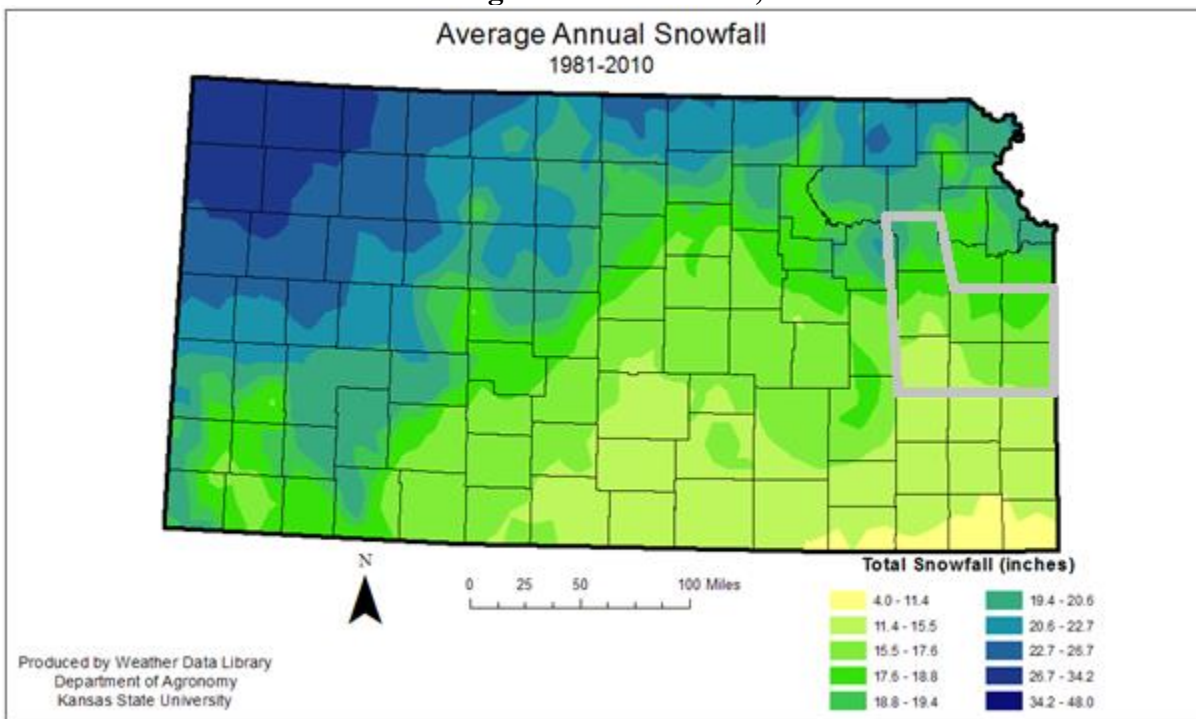 Average Annual Snowfall
1981-2010
N
0 25 50 100 Miles
Total Snowfall (inches)
4.0 - 11.4
11.4 - 15.5
15.5 - 17.6
17.6 - 18.8
18.8 - 19.4
19.4 - 20.6
20.6 - 22.7
22.7 - 26.7
26.7 - 34.2
34.2 - 48.0
Produced by Weather Data Library
Department of Agronomy
Kansas State University